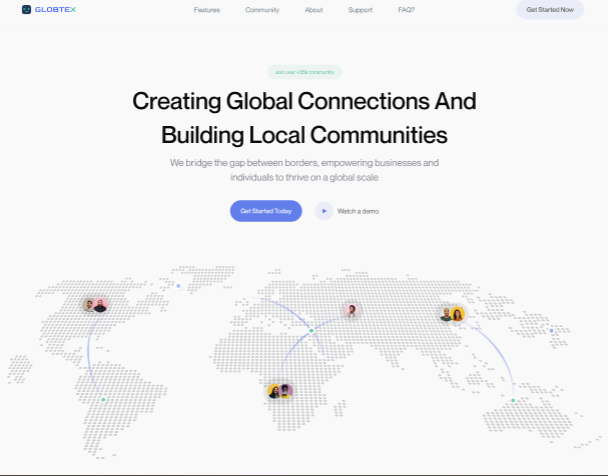 GLOBTEX
Features
Community
About
Support
FAQ?
Get Started Now
Join over +35k community
Creating Global Connections And
Building Local Communities
We bridge the gap between borders, empowering businesses and
individuals to thrive on a global scale
Get Started Today
Watch a demo